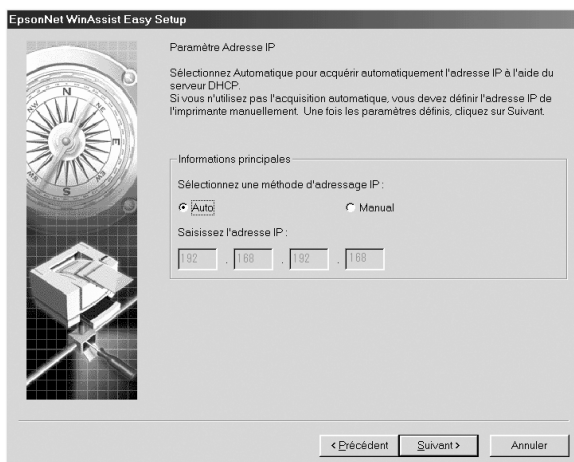 EpsonNet WinAssist Easy Setup
Paramètre Adresse IP
Sélectionnez Automatique pour acquérir automatiquement l'adresse IP à l'aide du
serveur DHCP.
Si vous n'utilisez pas l'acquisition automatique, vous devez définir l'adresse IP de
l'imprimante manuellement. Une fois les paramètres définis, cliquez sur Suivant.
Informations principales
Sélectionnez une méthode d'adressage IP :
Auto
Manual
Saisissez l'adresse IP :
192 . 168 . 192 . 168
N
NW
W
S
E
< Précédent
Suivant >
Annuler